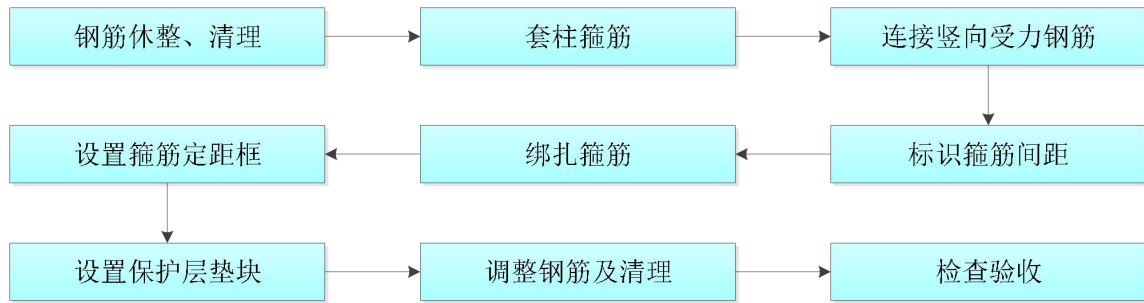 钢筋休整、清理
套柱箍筋
连接竖向受力钢筋
标识箍筋间距
绑扎箍筋
设置箍筋定距框
设置保护层垫块
调整钢筋及清理
检查验收